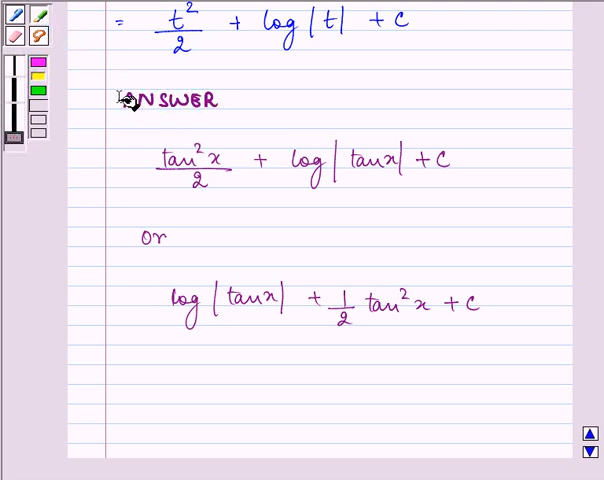 = t²/2 + log|t| + C
ANSWER
tan²x/2 + log|tanx| + C
or
log|tanx| + 1/2 tan²x + C